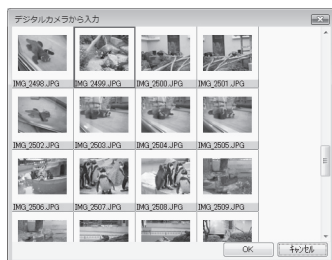 デジタルカメラから入力
IMG_2498.JPG IMG_2499.JPG IMG_2500.JPG IMG_2501.JPG
IMG_2502.JPG IMG_2503.JPG IMG_2504.JPG IMG_2505.JPG
IMG_2506.JPG IMG_2507.JPG IMG_2508.JPG IMG_2509.JPG
OK キャンセル